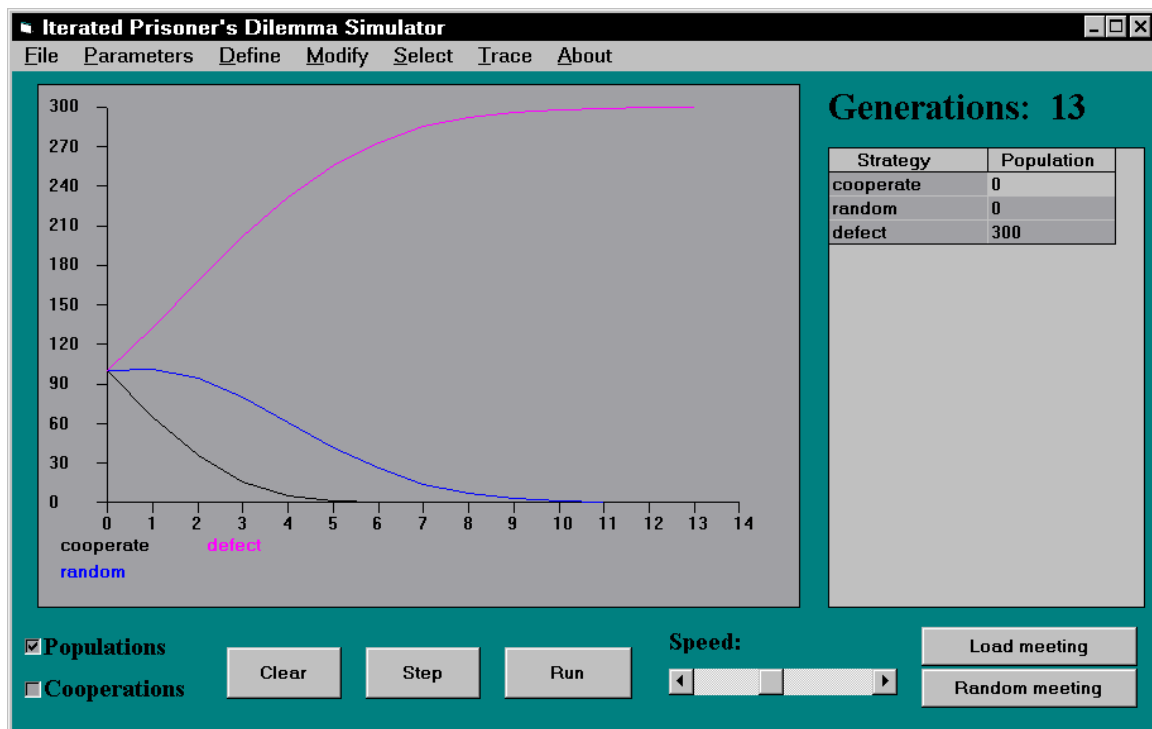 Iterated Prisoner's Dilemma Simulator
File Parameters Define Modify Select Trace About
300
270
240
210
180
150
120
90
60
30
0
0 1 2 3 4 5 6 7 8 9 10 11 12 13 14
cooperate defect
random
Generations: 13
Strategy Population
cooperate 0
random 0
defect 300
Populations
Cooperations
Clear
Step
Run
Speed:
Load meeting
Random meeting